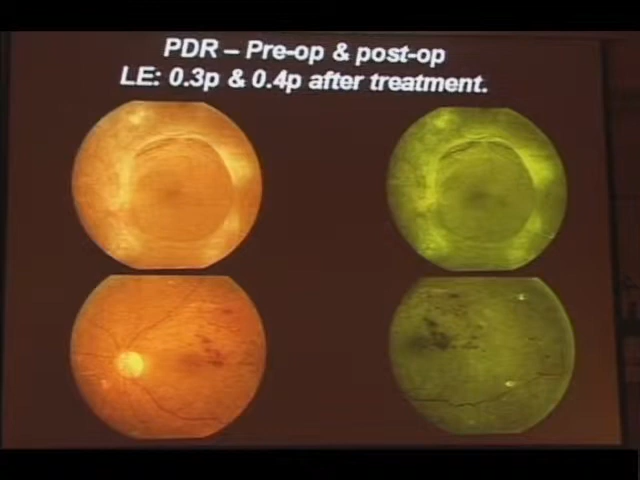 PDR – Pre-op & post-op
LE: 0.3p & 0.4p after treatment.